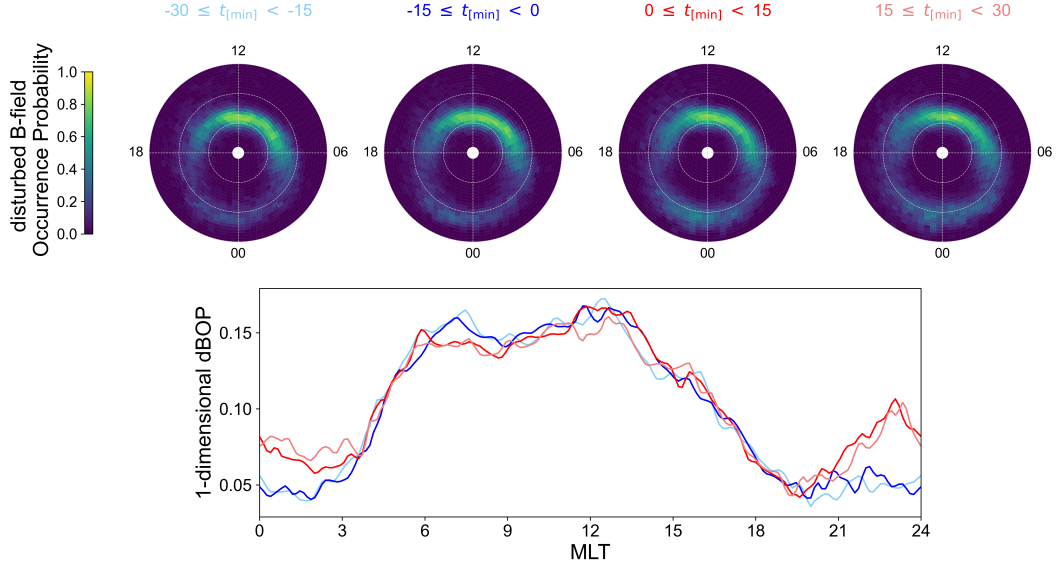 -30 ≤ t[min] < -15
-15 ≤ t[min] < 0
0 ≤ t[min] < 15
15 ≤ t[min] < 30
disturbed B-field
Occurrence Probability
1.0
0.8
0.6
0.4
0.2
0.0
12
18
00
12
18
06
00
12
18
06
00
12
18
06
00
06
1-dimensional dBOP
0.15
0.10
0.05
0 3 6 9 12 15 18 21 24
MLT